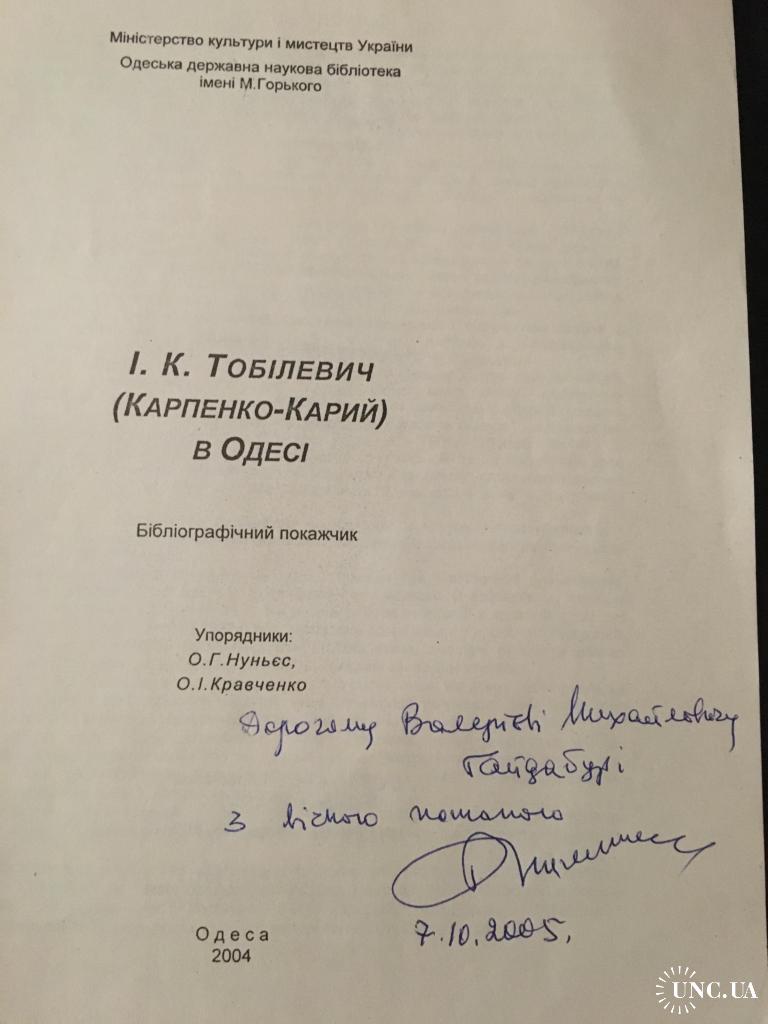 Міністерство культури і мистецтв України
Одеська державна наукова бібліотека
імені М.Горького
І. К. ТОБІЛЕВИЧ
(КАРПЕНКО-КАРИЙ)
В ОДЕСІ
Бібліографічний покажчик
Упорядники:
О.Г.Нуньєс,
О.І.Кравченко
Дорогому Валерієві Михайловичу
Гайдабурі
з вічною пошаною
7.10.2005.
Одеса
2004
UNC.UA